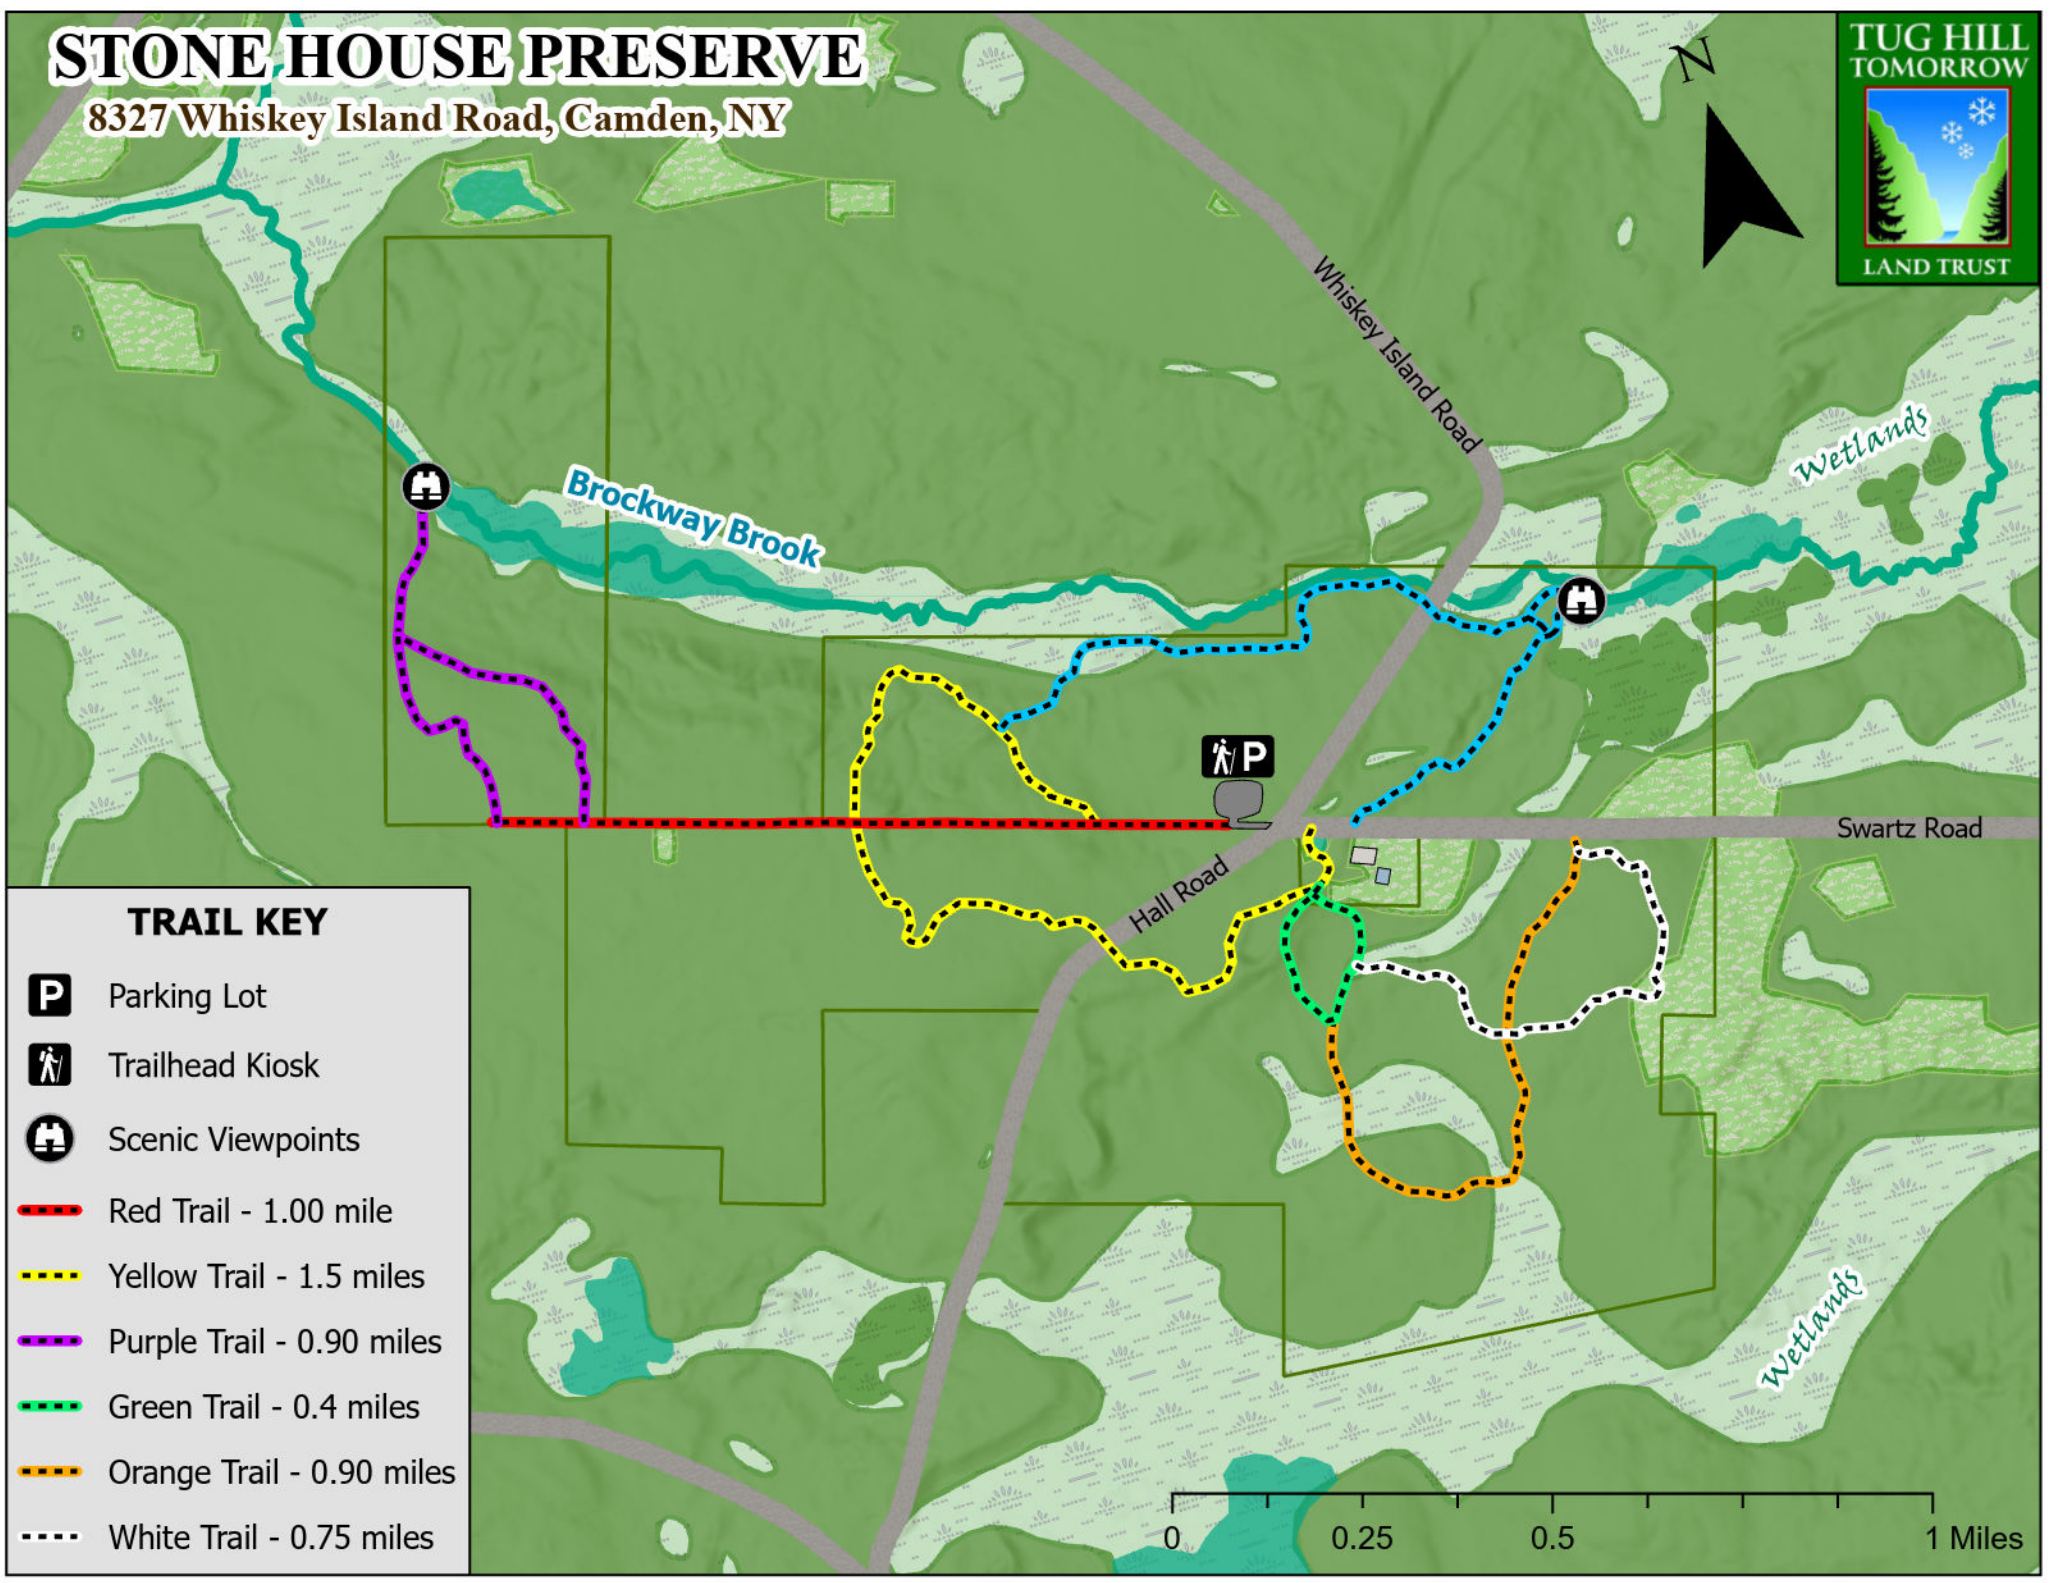 STONE HOUSE PRESERVE
8327 Whiskey Island Road, Camden, NY
N
TUG HILL
TOMORROW
LAND TRUST
Whiskey Island Road
Wetlands
Brockway Brook
P
Swartz Road
Hall Road
Wetlands
TRAIL KEY
P Parking Lot
Trailhead Kiosk
Scenic Viewpoints
Red Trail - 1.00 mile
Yellow Trail - 1.5 miles
Purple Trail - 0.90 miles
Green Trail - 0.4 miles
Orange Trail - 0.90 miles
White Trail - 0.75 miles
0 0.25 0.5 1 Miles